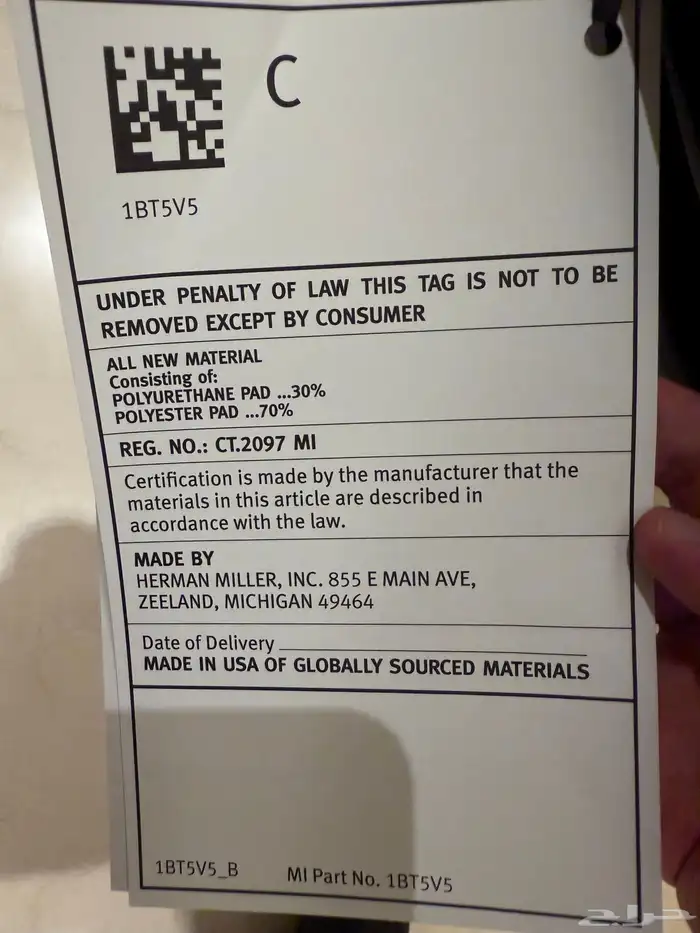 C
1BT5V5
UNDER PENALTY OF LAW THIS TAG IS NOT TO BE
REMOVED EXCEPT BY CONSUMER
ALL NEW MATERIAL
Consisting of:
POLYURETHANE PAD ...30%
POLYESTER PAD ...70%
REG. NO.: CT.2097 MI
Certification is made by the manufacturer that the
materials in this article are described in
accordance with the law.
MADE BY
HERMAN MILLER, INC. 855 E MAIN AVE,
ZEELAND, MICHIGAN 49464
Date of Delivery
MADE IN USA OF GLOBALLY SOURCED MATERIALS
1BT5V5_B MI Part No. 1BT5V5
حراج